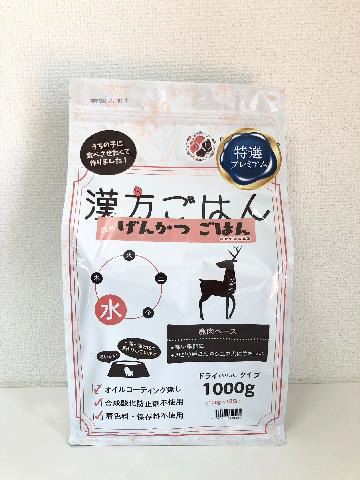 うちの子に
食べさせたくて
作りました！
特選
プレミアム
漢方ごはん
げんかつ ごはん
火
木
土
水
金
鹿肉ベース
ドライ タイプ
オイルコーティング無し
1000g
合成酸化防止剤不使用
着色料・保存料不使用